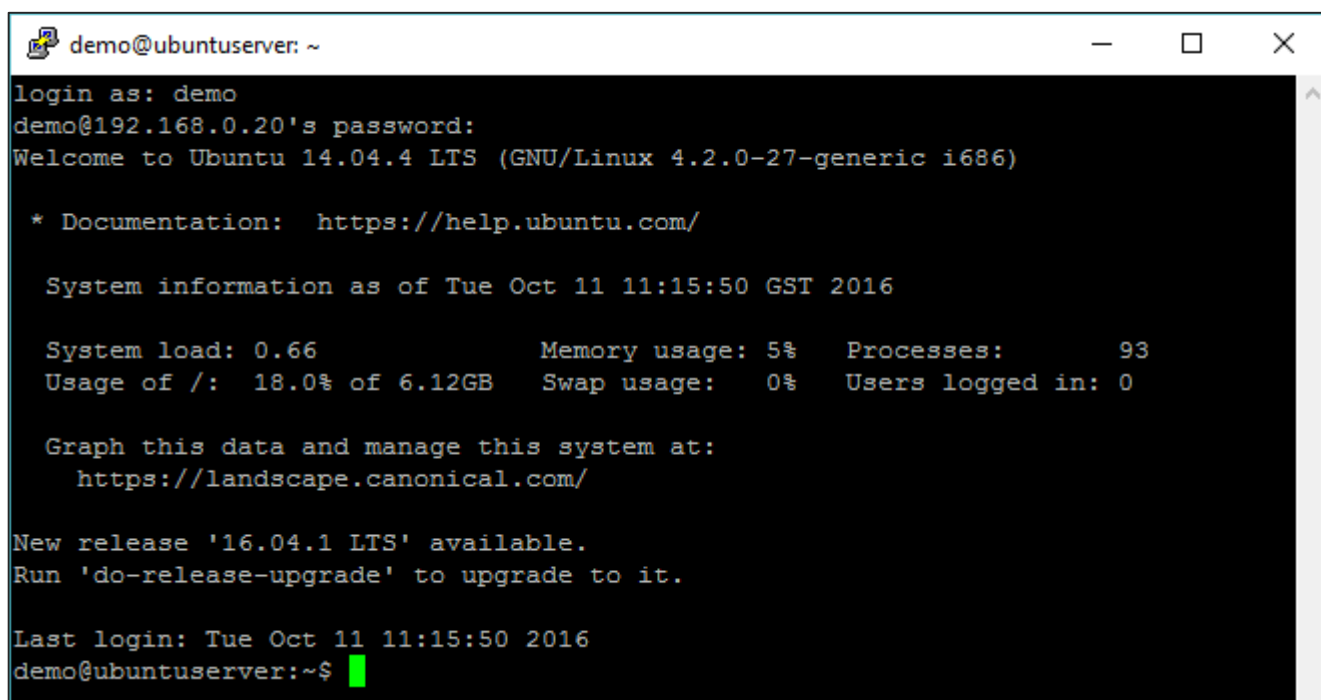 demo@ubuntuserver: ~
login as: demo
demo@192.168.0.20's password:
Welcome to Ubuntu 14.04.4 LTS (GNU/Linux 4.2.0-27-generic i686)
* Documentation:  https://help.ubuntu.com/
System information as of Tue Oct 11 11:15:50 GST 2016
System load: 0.66              Memory usage: 5%   Processes:       93
Usage of /:  18.0% of 6.12GB   Swap usage:   0%   Users logged in: 0
Graph this data and manage this system at:
https://landscape.canonical.com/
New release '16.04.1 LTS' available.
Run 'do-release-upgrade' to upgrade to it.
Last login: Tue Oct 11 11:15:50 2016
demo@ubuntuserver:~$